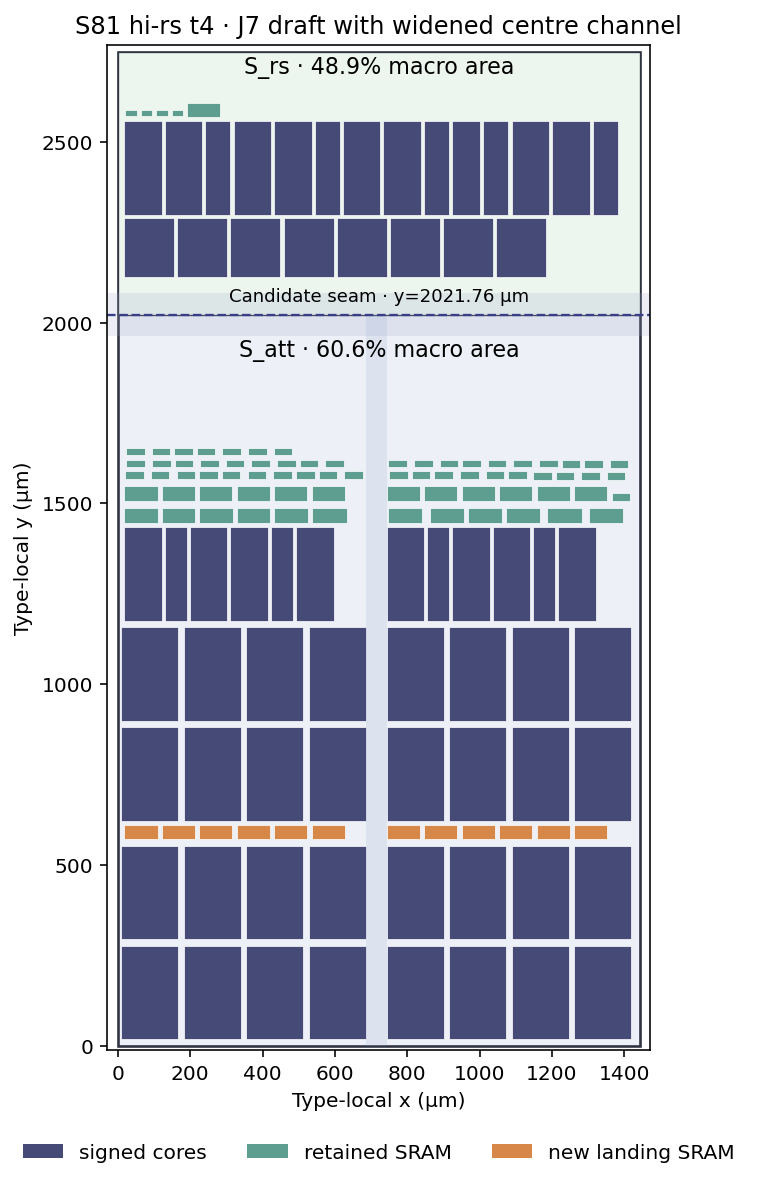 S81 hi-rs t4 · J7 draft with widened centre channel
S_rs · 48.9% macro area
2500
Candidate seam · y=2021.76 μm
2000
S_att · 60.6% macro area
1500
1000
500
0
Type-local y (μm)
0 200 400 600 800 1000 1200 1400
Type-local x (μm)
signed cores retained SRAM new landing SRAM